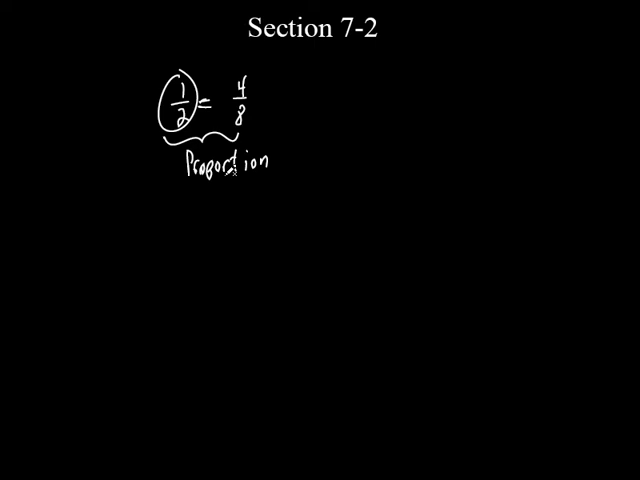 Section 7-2
1/2 = 4/8
Proportion